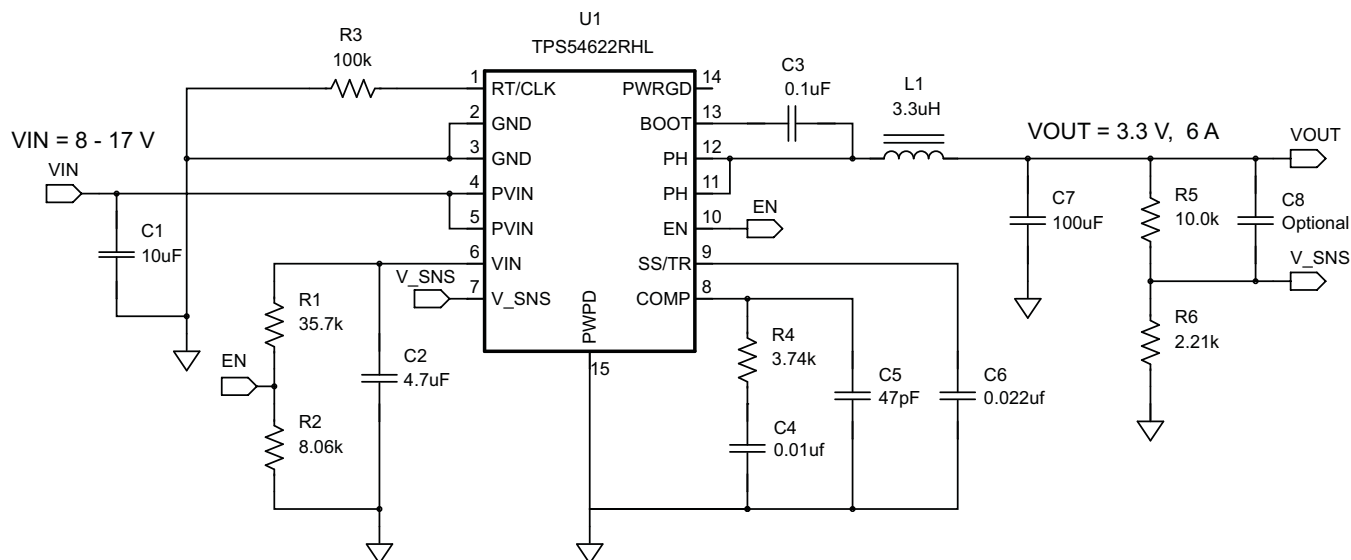 U1
TPS54622RHL
R3
100k
1
RT/CLK
2
GND
3
GND
4
PVIN
5
PVIN
6
VIN
7
V_SNS
PWPD
15
PWRGD
14
BOOT
13
PH
12
PH
11
EN
10
SS/TR
9
COMP
8
VIN = 8 - 17 V
VIN
C1
10uF
R1
35.7k
EN
R2
8.06k
C2
4.7uF
V_SNS
C3
0.1uF
L1
3.3uH
EN
R4
3.74k
C4
0.01uf
C5
47pF
C6
0.022uf
VOUT = 3.3 V, 6 A
VOUT
C7
100uF
R5
10.0k
C8
Optional
V_SNS
R6
2.21k